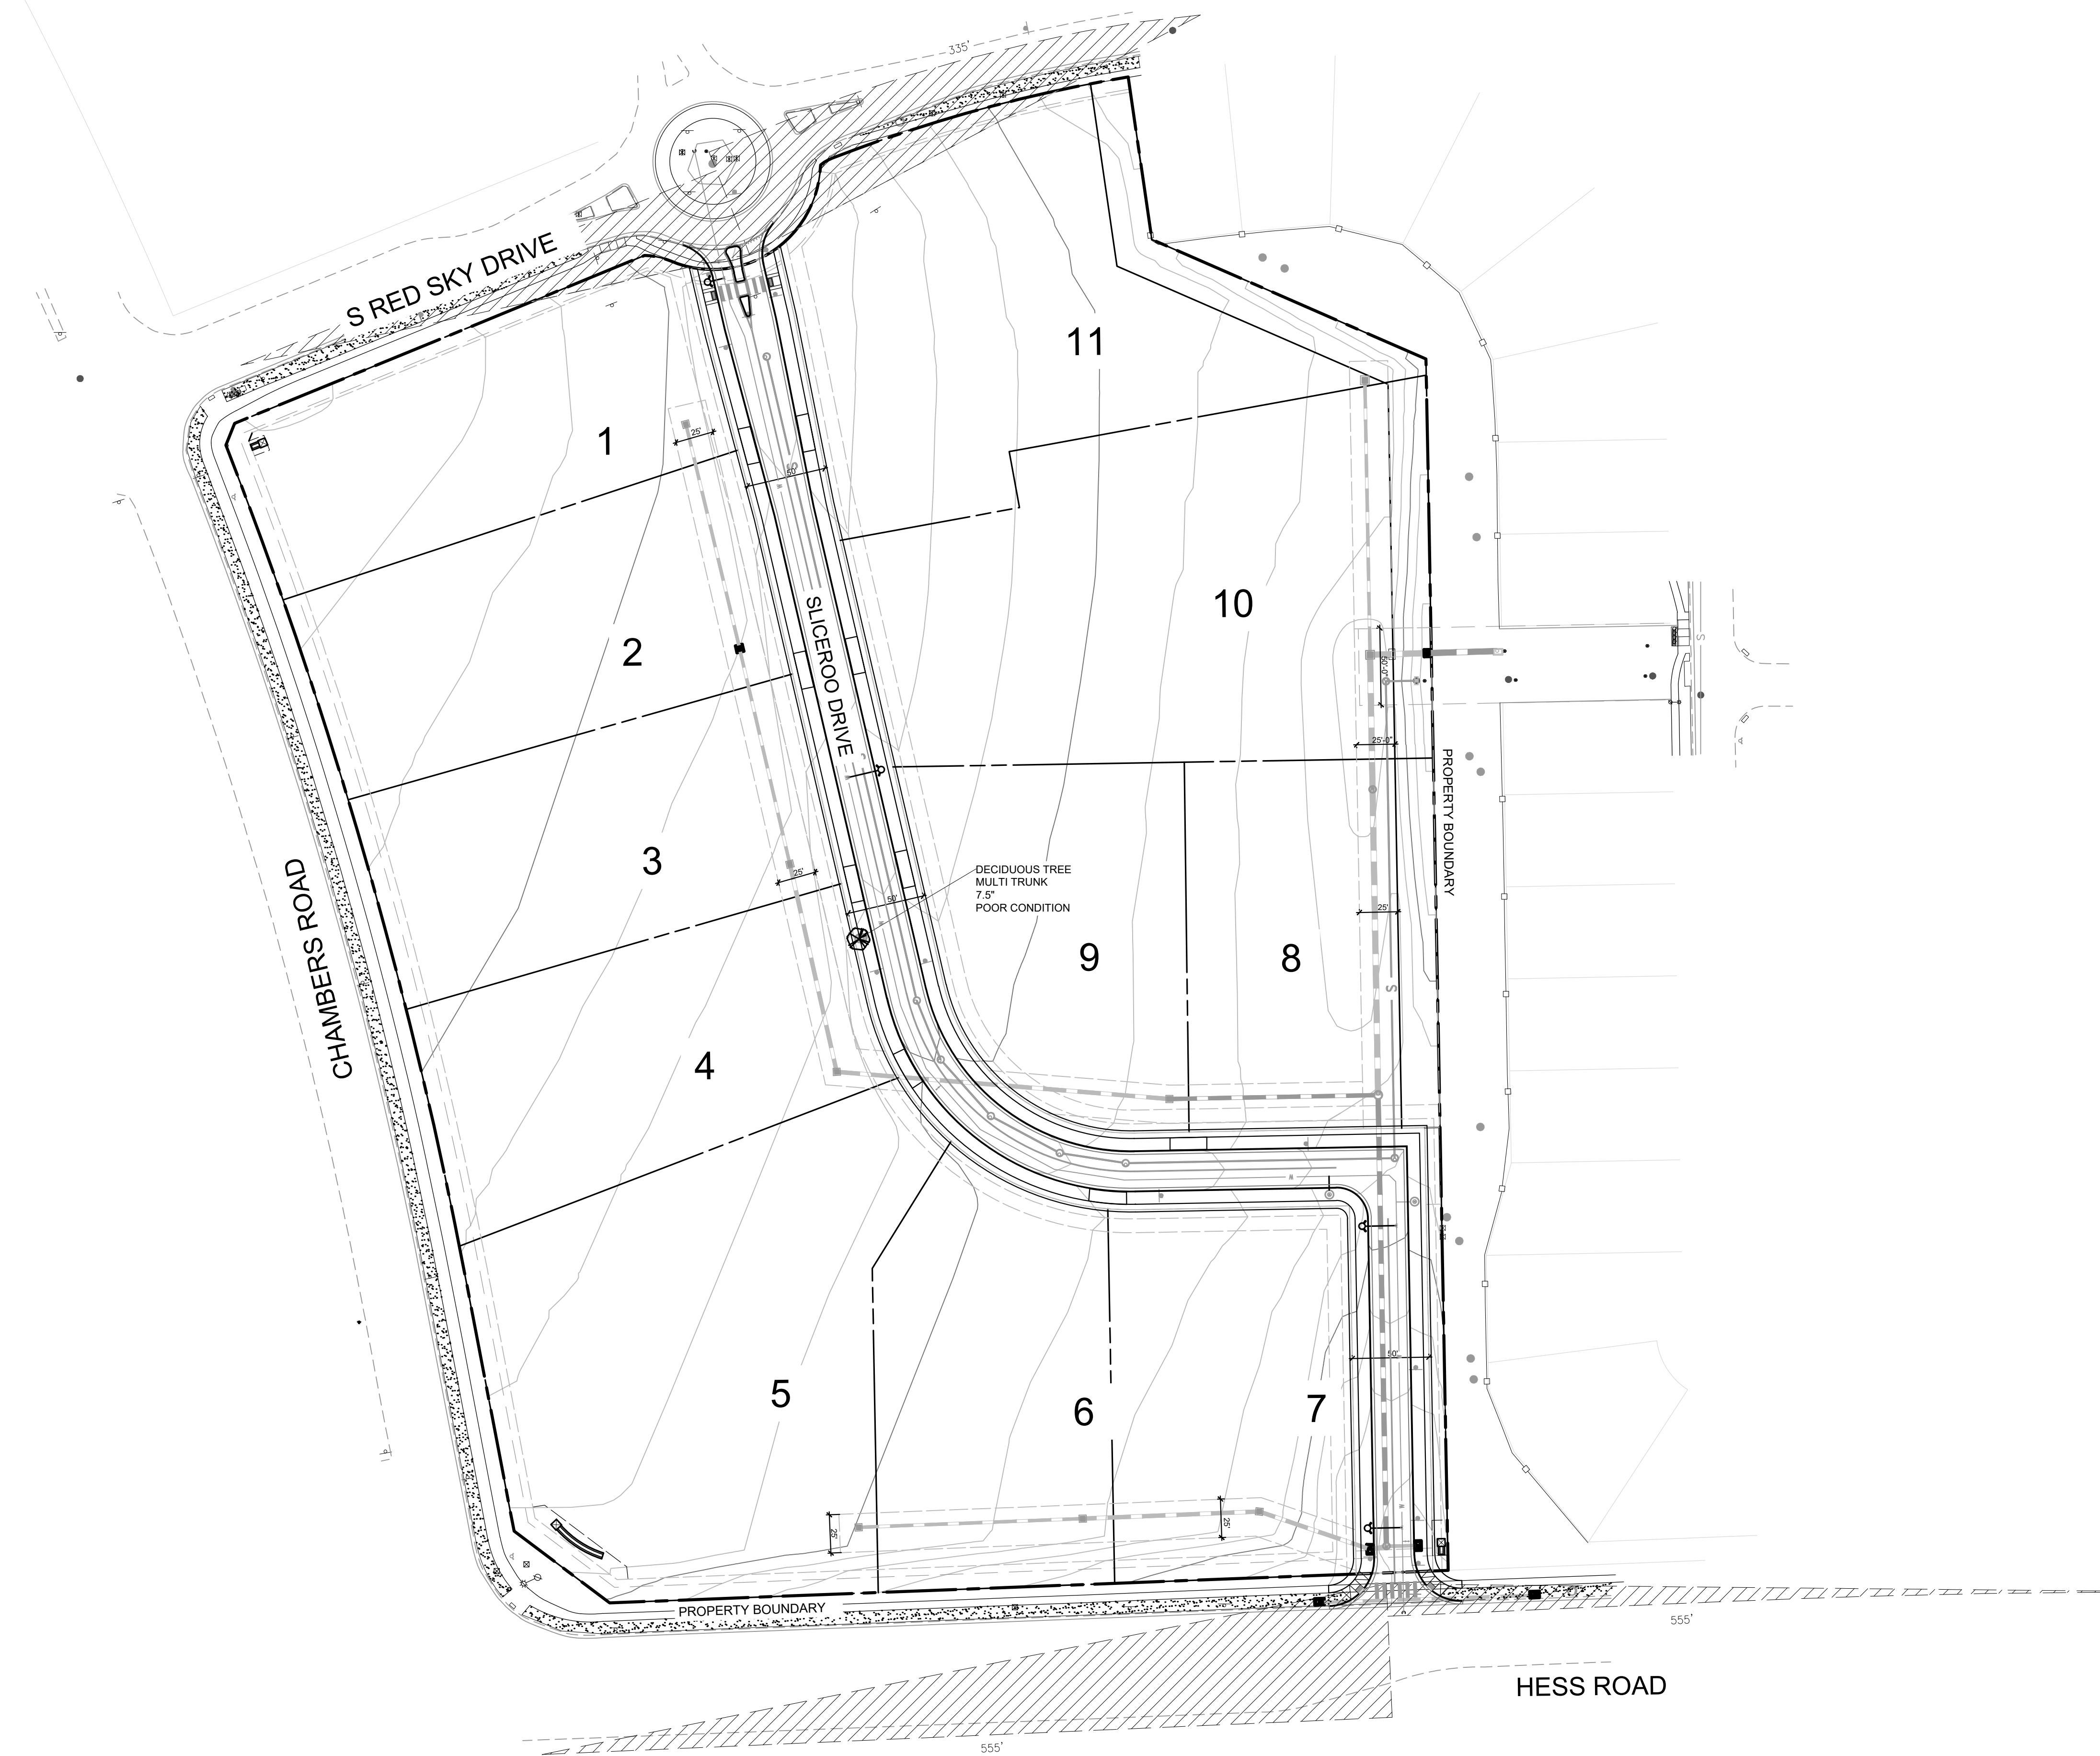 335'
S RED SKY DRIVE
11
1
25'
50'
SLICEROO DRIVE
10
2
50'-0"
S
25'-0"
PROPERTY BOUNDARY
3
25'
50'
DECIDUOUS TREE
MULTI TRUNK
7.5"
POOR CONDITION
25'
CHAMBERS ROAD
9
8
S
4
50'
5
6
7
25'
25'
PROPERTY BOUNDARY
555'
HESS ROAD
555'